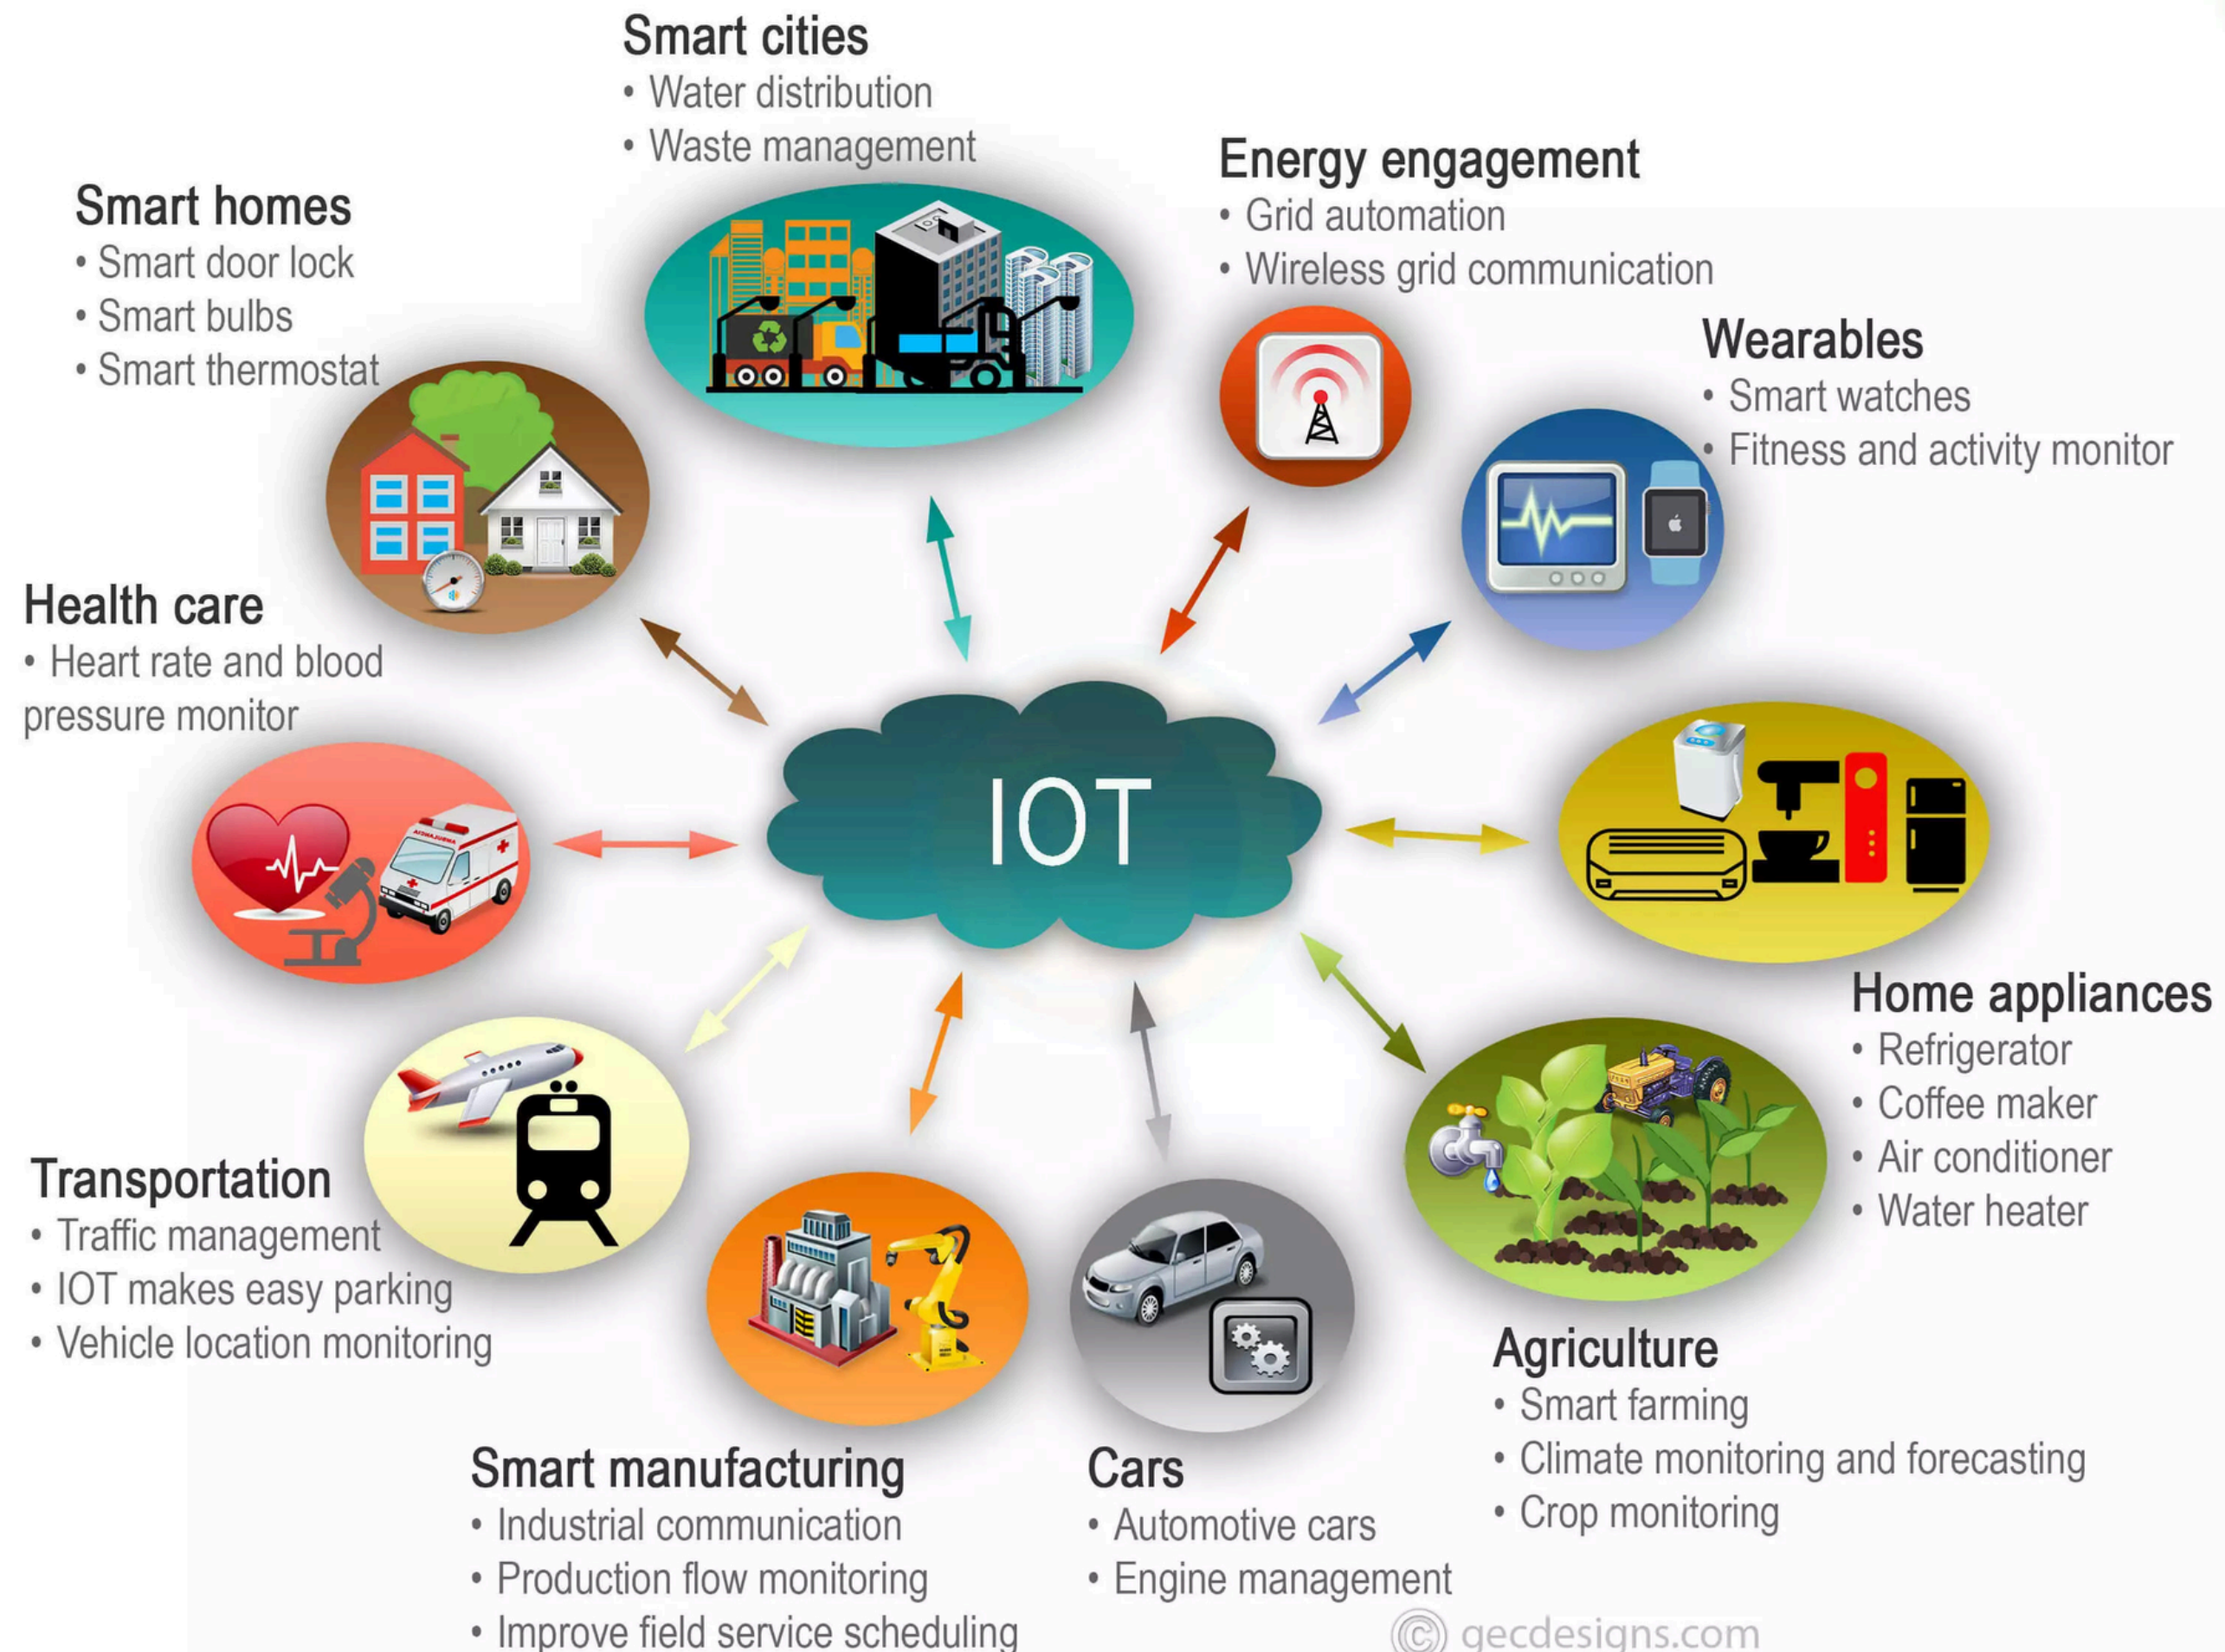 Smart cities
• Water distribution
• Waste management
Energy engagement
• Grid automation
• Wireless grid communication
Smart homes
• Smart door lock
• Smart bulbs
• Smart thermostat
Wearables
• Smart watches
• Fitness and activity monitor
Health care
• Heart rate and blood
pressure monitor
IOT
Home appliances
• Refrigerator
• Coffee maker
• Air conditioner
• Water heater
Transportation
• Traffic management
• IOT makes easy parking
• Vehicle location monitoring
Agriculture
• Smart farming
• Climate monitoring and forecasting
• Crop monitoring
Smart manufacturing
• Industrial communication
• Production flow monitoring
• Improve field service scheduling
Cars
• Automotive cars
• Engine management
© gecdesigns.com